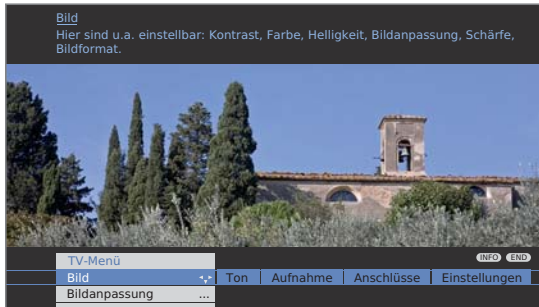 Bild
Hier sind u.a. einstellbar: Kontrast, Farbe, Helligkeit, Bildanpassung, Schärfe,
Bildformat.
TV-Menü
INFO END
Bild Ton Aufnahme Anschlüsse Einstellungen
Bildanpassung ...